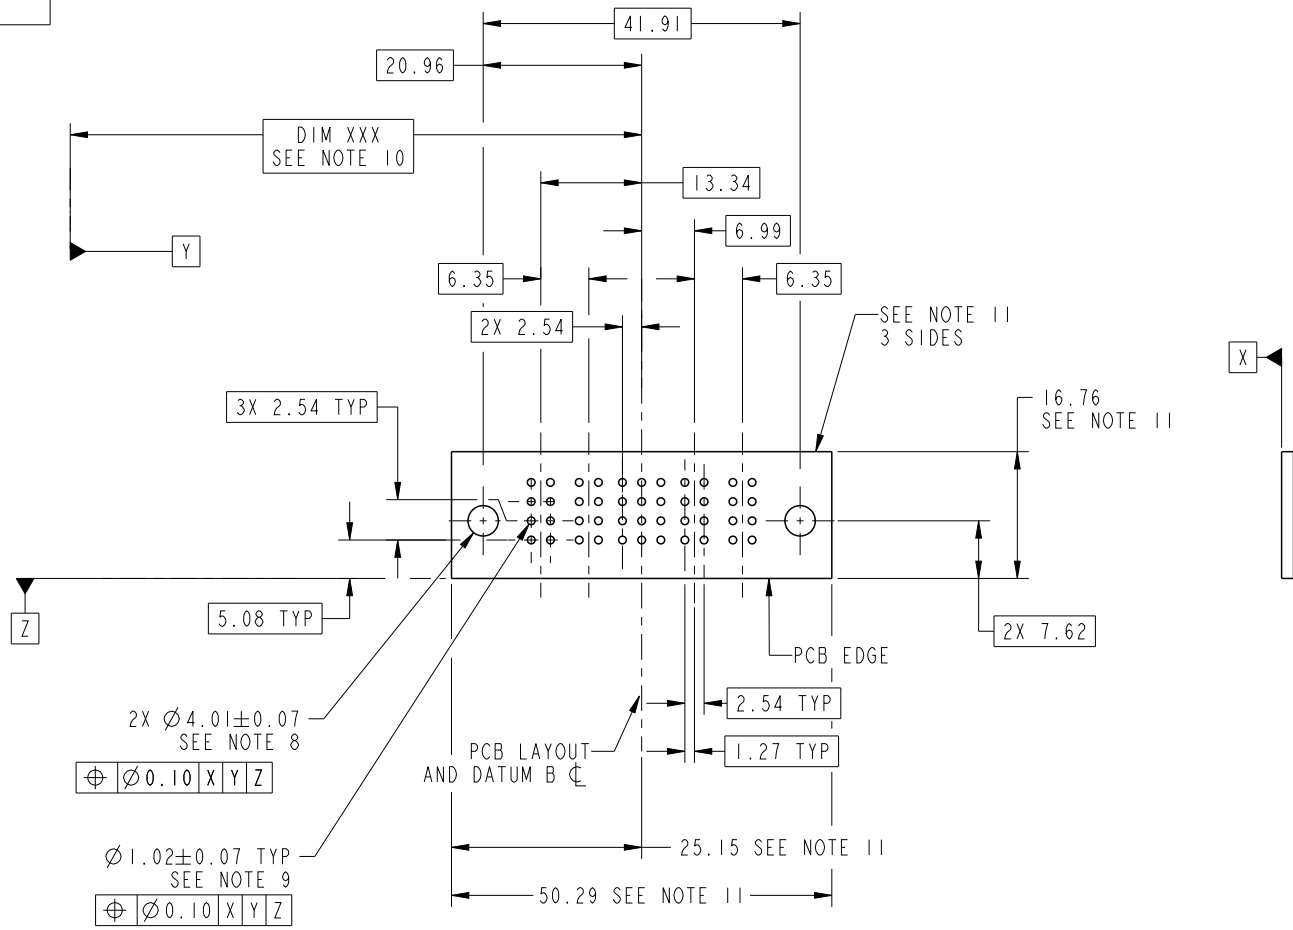 41.91
20.96
DIM XXX
SEE NOTE 10
13.34
6.99
Y
6.35
6.35
2X 2.54
SEE NOTE 11
3 SIDES
X
3X 2.54 TYP
16.76
SEE NOTE 11
5.08 TYP
Z
2X 7.62
PCB EDGE
2.54 TYP
2X Ø4.01±0.07
SEE NOTE 8
⌖ Ø0.10 X Y Z
PCB LAYOUT
AND DATUM B ℄
1.27 TYP
25.15 SEE NOTE 11
Ø1.02±0.07 TYP
SEE NOTE 9
⌖ Ø0.10 X Y Z
50.29 SEE NOTE 11